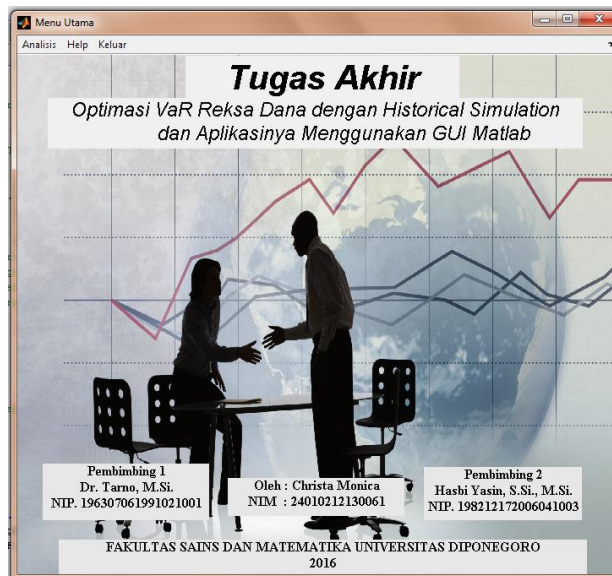 Menu Utama
Analisis Help Keluar
Tugas Akhir
Optimasi VaR Reksa Dana dengan Historical Simulation
dan Aplikasinya Menggunakan GUI Matlab
Pembimbing 1
Dr. Tarno, M.Si.
NIP. 196307061991021001
Oleh : Christa Monica
NIM : 24010212130061
Pembimbing 2
Hasbi Yasin, S.Si., M.Si.
NIP. 198212172006041003
FAKULTAS SAINS DAN MATEMATIKA UNIVERSITAS DIPONEGORO
2016